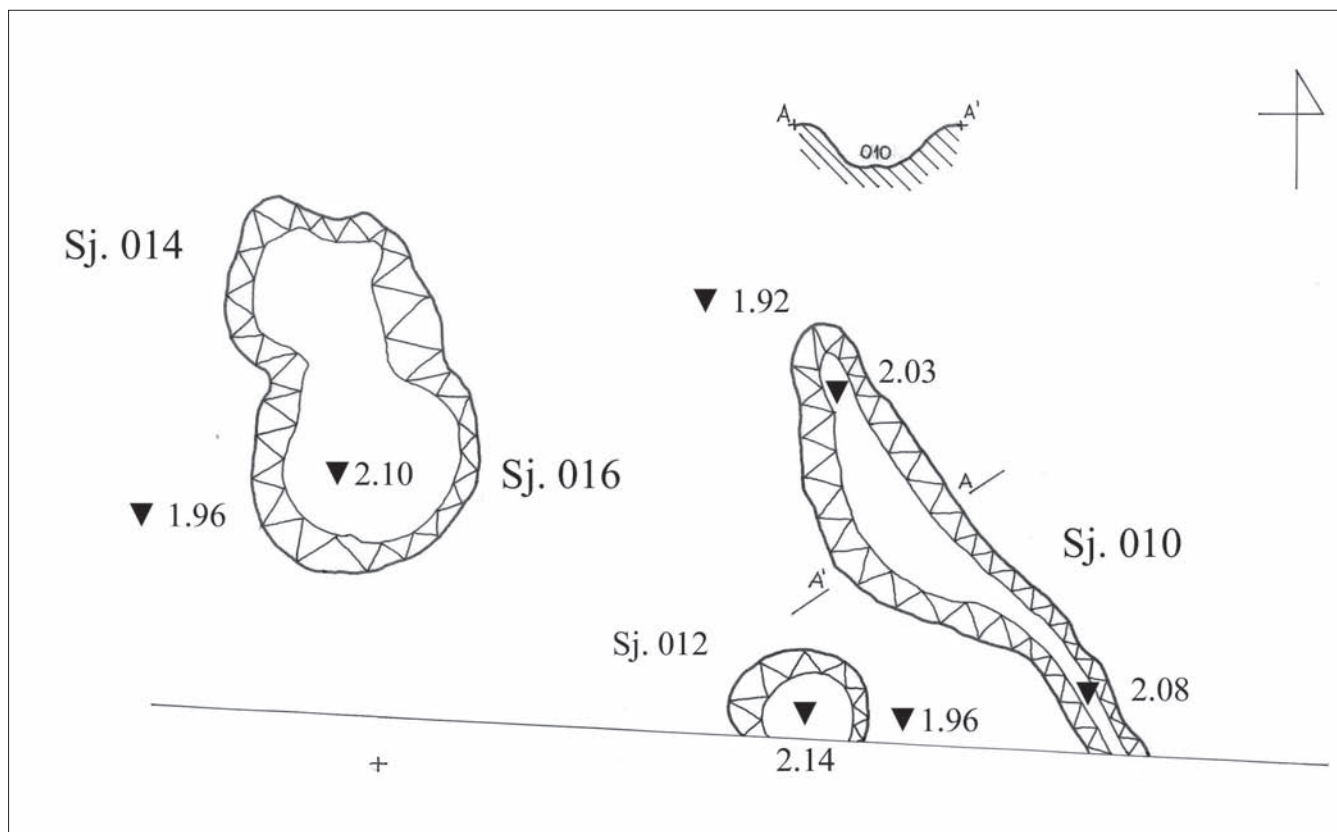 A A'
010
Sj. 014
▼ 1.92
2.03
▼ 2.10
Sj. 016
A
▼ 1.96
Sj. 010
A'
Sj. 012
2.08
▼ 1.96
2.14